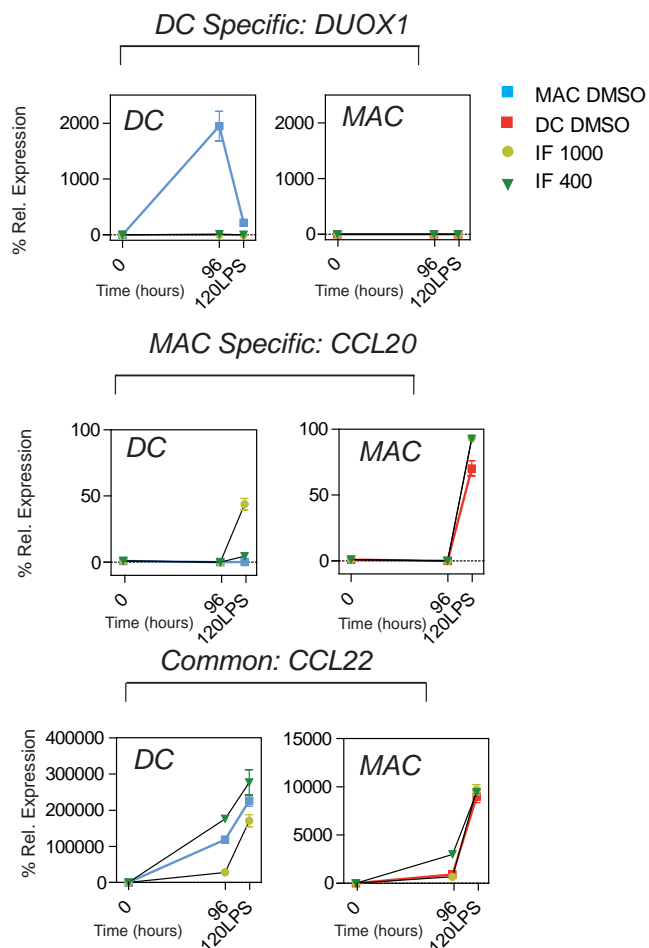 DC Specific: DUOX1
DC
MAC
MAC DMSO
DC DMSO
IF 1000
IF 400
% Rel. Expression
2000
1000
0
2000
1000
0
0
96
120LPS
0
96
120LPS
Time (hours)
Time (hours)
MAC Specific: CCL20
DC
MAC
% Rel. Expression
100
50
0
100
50
0
0
96
120LPS
0
96
120LPS
Time (hours)
Time (hours)
Common: CCL22
DC
MAC
% Rel. Expression
400000
300000
200000
100000
0
15000
10000
5000
0
0
96
120LPS
0
96
120LPS
Time (hours)
Time (hours)